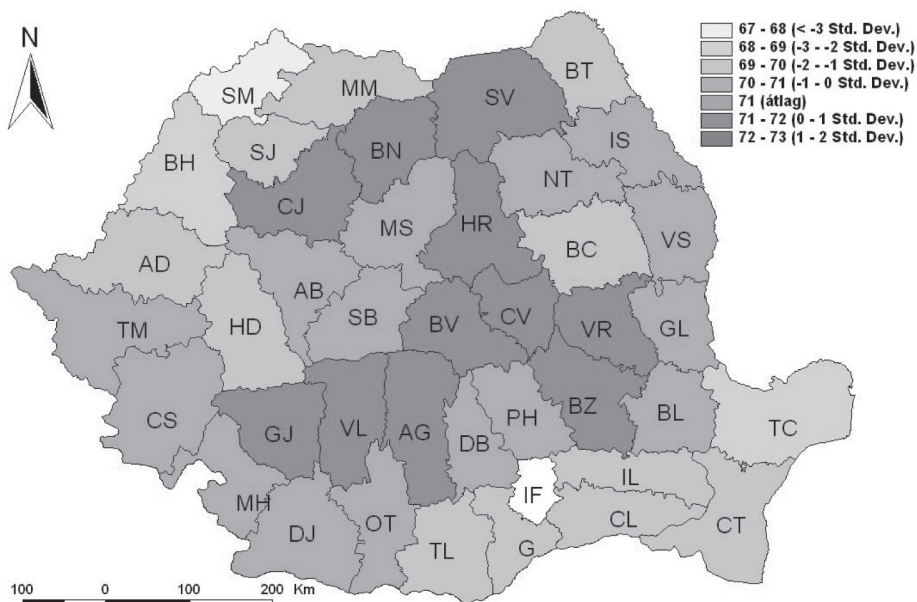 N
67 - 68 (< -3 Std. Dev.)
68 - 69 (-3 - -2 Std. Dev.)
69 - 70 (-2 - -1 Std. Dev.)
70 - 71 (-1 - 0 Std. Dev.)
71 (átlag)
71 - 72 (0 - 1 Std. Dev.)
72 - 73 (1 - 2 Std. Dev.)
SM
MM
SV
BT
BH
SJ
BN
IS
CJ
NT
MS
HR
BC
VS
AD
AB
TM
HD
SB
BV
CV
VR
GL
CS
GJ
VL
AG
DB
PH
BZ
BL
TC
MH
IF
IL
DJ
OT
TL
G
CL
CT
100 0 100 200 Km